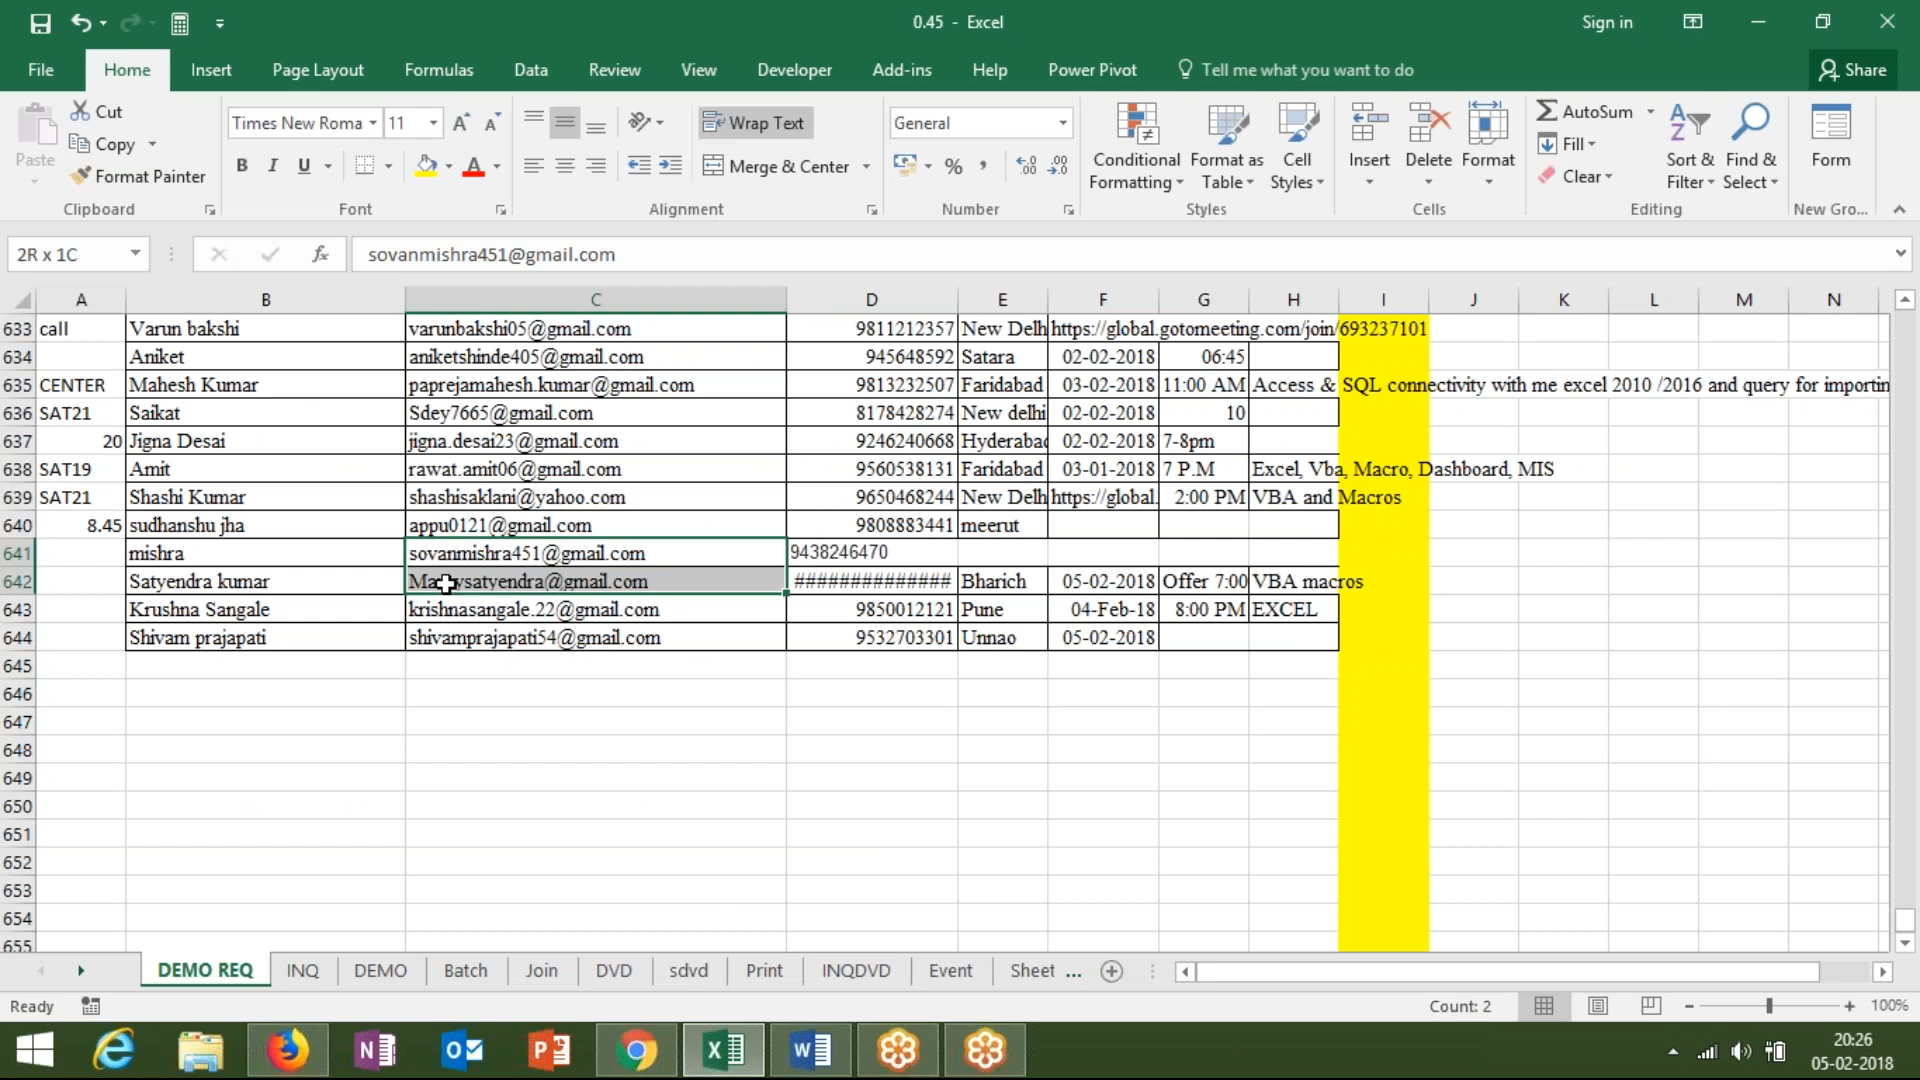 0.45 - Excel
Sign in
File Home Insert Page Layout Formulas Data Review View Developer Add-ins Help Power Pivot Tell me what you want to do Share
Paste
Cut
Copy
Format Painter
Clipboard
Times New Roma 11
B I U
Font
Wrap Text
Merge & Center
Alignment
General
% ,
Number
Conditional Formatting
Format as Table
Cell Styles
Styles
Insert
Delete
Format
Cells
AutoSum
Fill
Clear
Sort & Filter
Find & Select
Editing
Form
New Gro...
2R x 1C fx sovanmishra451@gmail.com
A B C D E F G H I J K L M N
633 call Varun bakshi varunbakshi05@gmail.com 9811212357 New Delh https://global.gotomeeting.com/join/693237101
634 Aniket aniketshinde405@gmail.com 945648592 Satara 02-02-2018 06:45
635 CENTER Mahesh Kumar paprejamahesh.kumar@gmail.com 9813232507 Faridabad 03-02-2018 11:00 AM Access & SQL connectivity with me excel 2010 /2016 and query for importin
636 SAT21 Saikat Sdey7665@gmail.com 8178428274 New delhi 02-02-2018 10
637 20 Jigna Desai jigna.desai23@gmail.com 9246240668 Hyderabad 02-02-2018 7-8pm
638 SAT19 Amit rawat.amit06@gmail.com 9560538131 Faridabad 03-01-2018 7 P.M Excel, Vba, Macro, Dashboard, MIS
639 SAT21 Shashi Kumar shashisaklani@yahoo.com 9650468244 New Delh https://global. 2:00 PM VBA and Macros
640 8.45 sudhanshu jha appu0121@gmail.com 9808883441 meerut
641 mishra sovanmishra451@gmail.com 9438246470
642 Satyendra kumar ############## Bharich 05-02-2018 Offer 7:00 VBA macros
643 Krushna Sangale krishnasangale.22@gmail.com 9850012121 Pune 04-Feb-18 8:00 PM EXCEL
644 Shivam prajapati shivamprajapati54@gmail.com 9532703301 Unnao 05-02-2018
645
646
647
648
649
650
651
652
653
654
655
DEMO REQ INQ DEMO Batch Join DVD sdvd Print INQDVD Event Sheet ...
Ready Count: 2 100%
20:26
05-02-2018